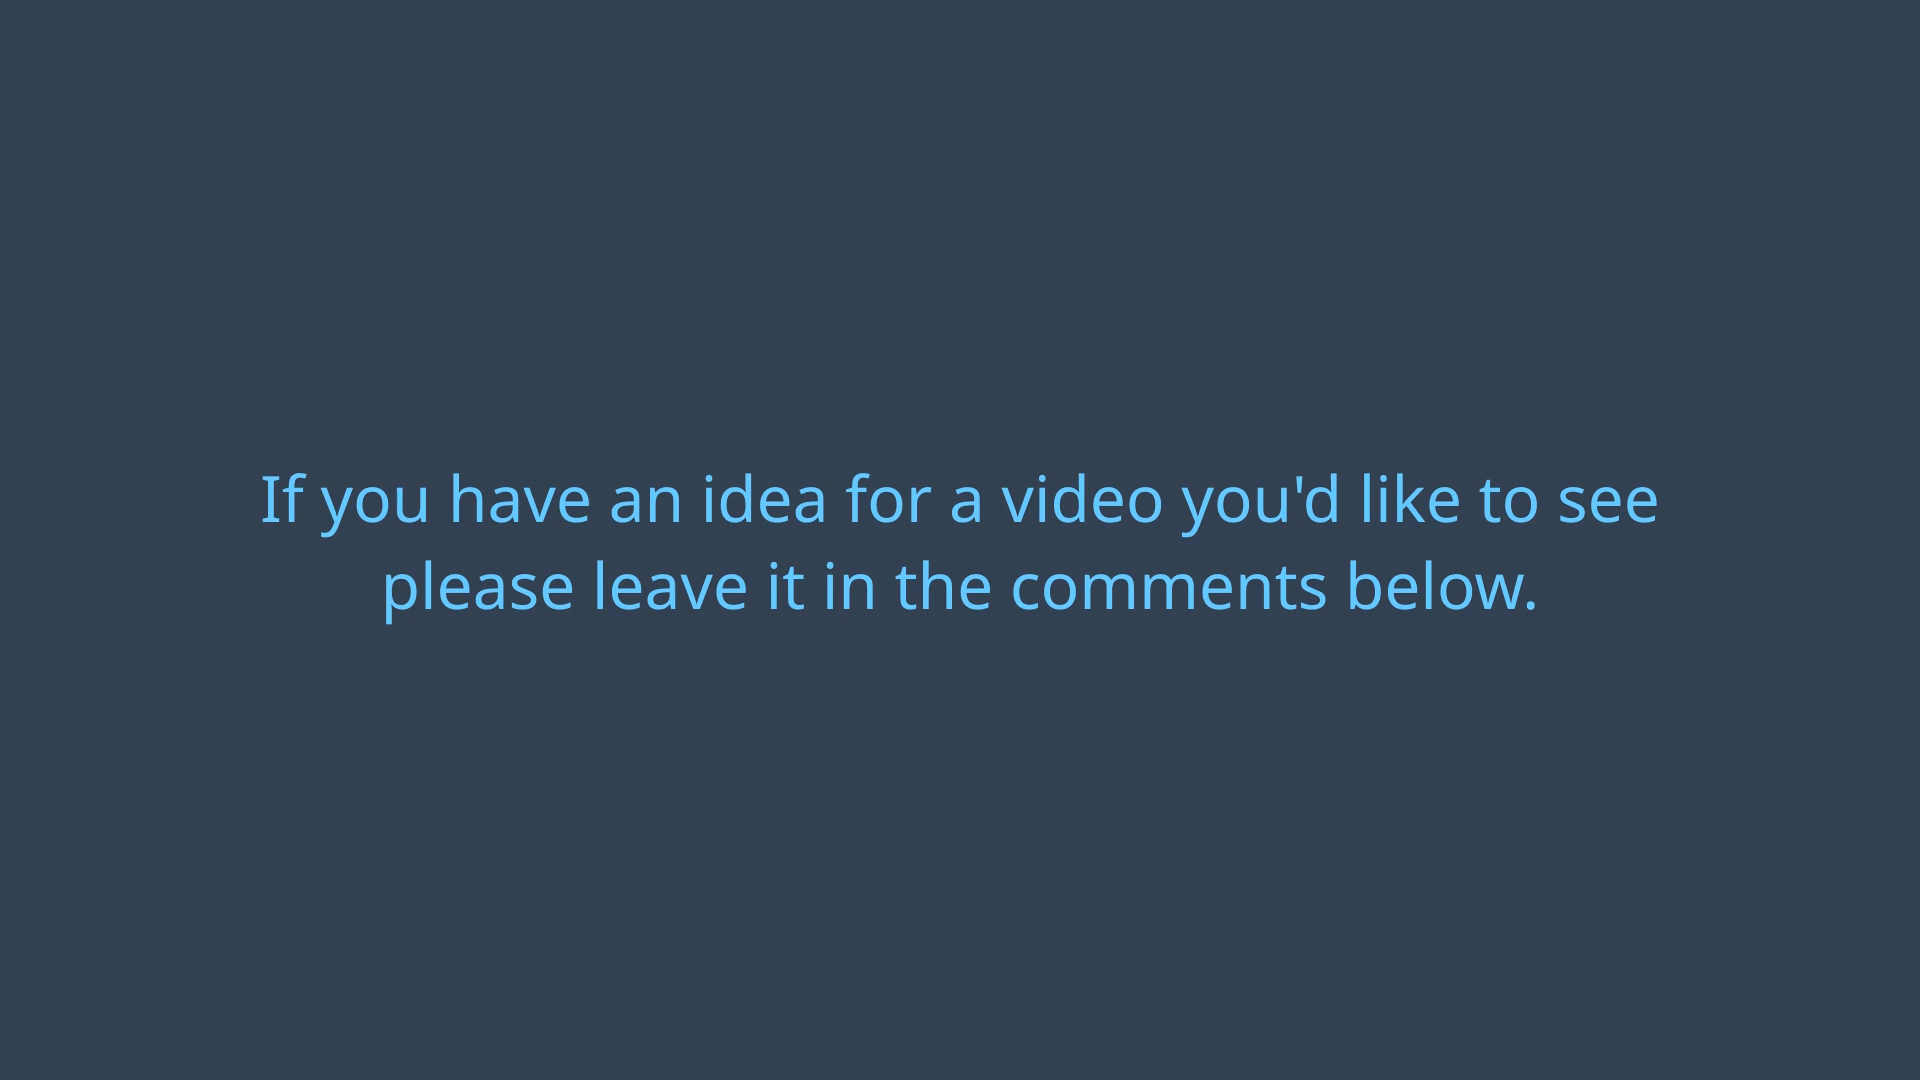 If you have an idea for a video you'd like to see
please leave it in the comments below.